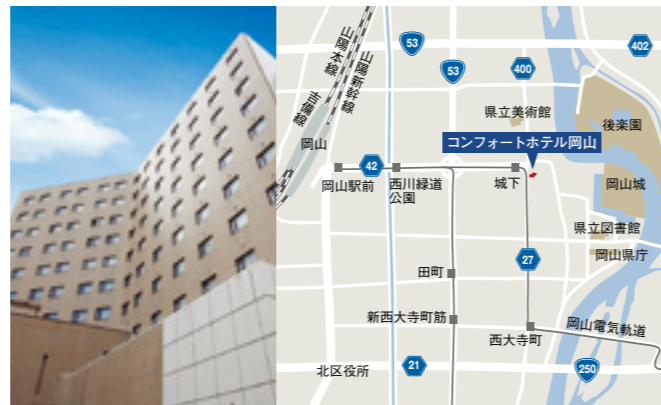 53
402
山陽本線
山陽新幹線
吉備線
53
400
県立美術館
後楽園
コンフォートホテル岡山
岡山
42
岡山駅前
西川緑道
公園
城下
岡山城
県立図書館
岡山県庁
27
田町
新西大寺町筋
西大寺町
岡山電気軌道
北区役所
21
250